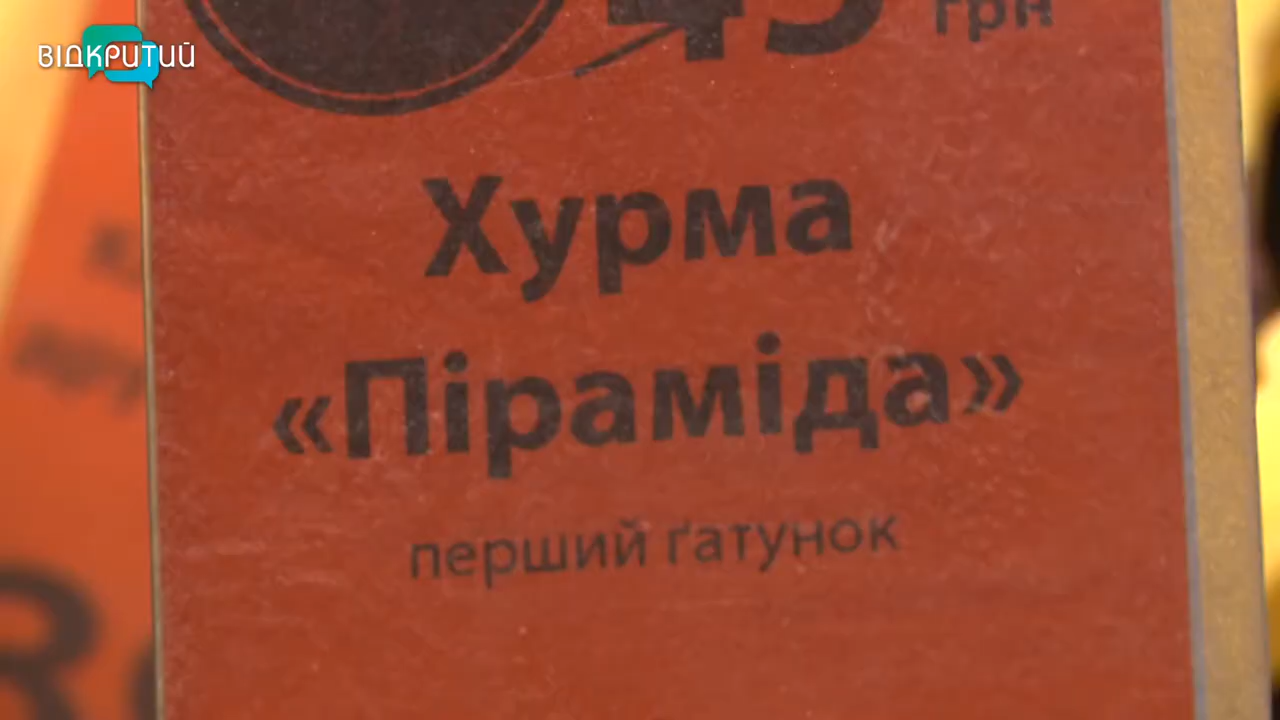 ВІДКРИТИЙ
грн
Хурма
«Піраміда»
перший ґатунок